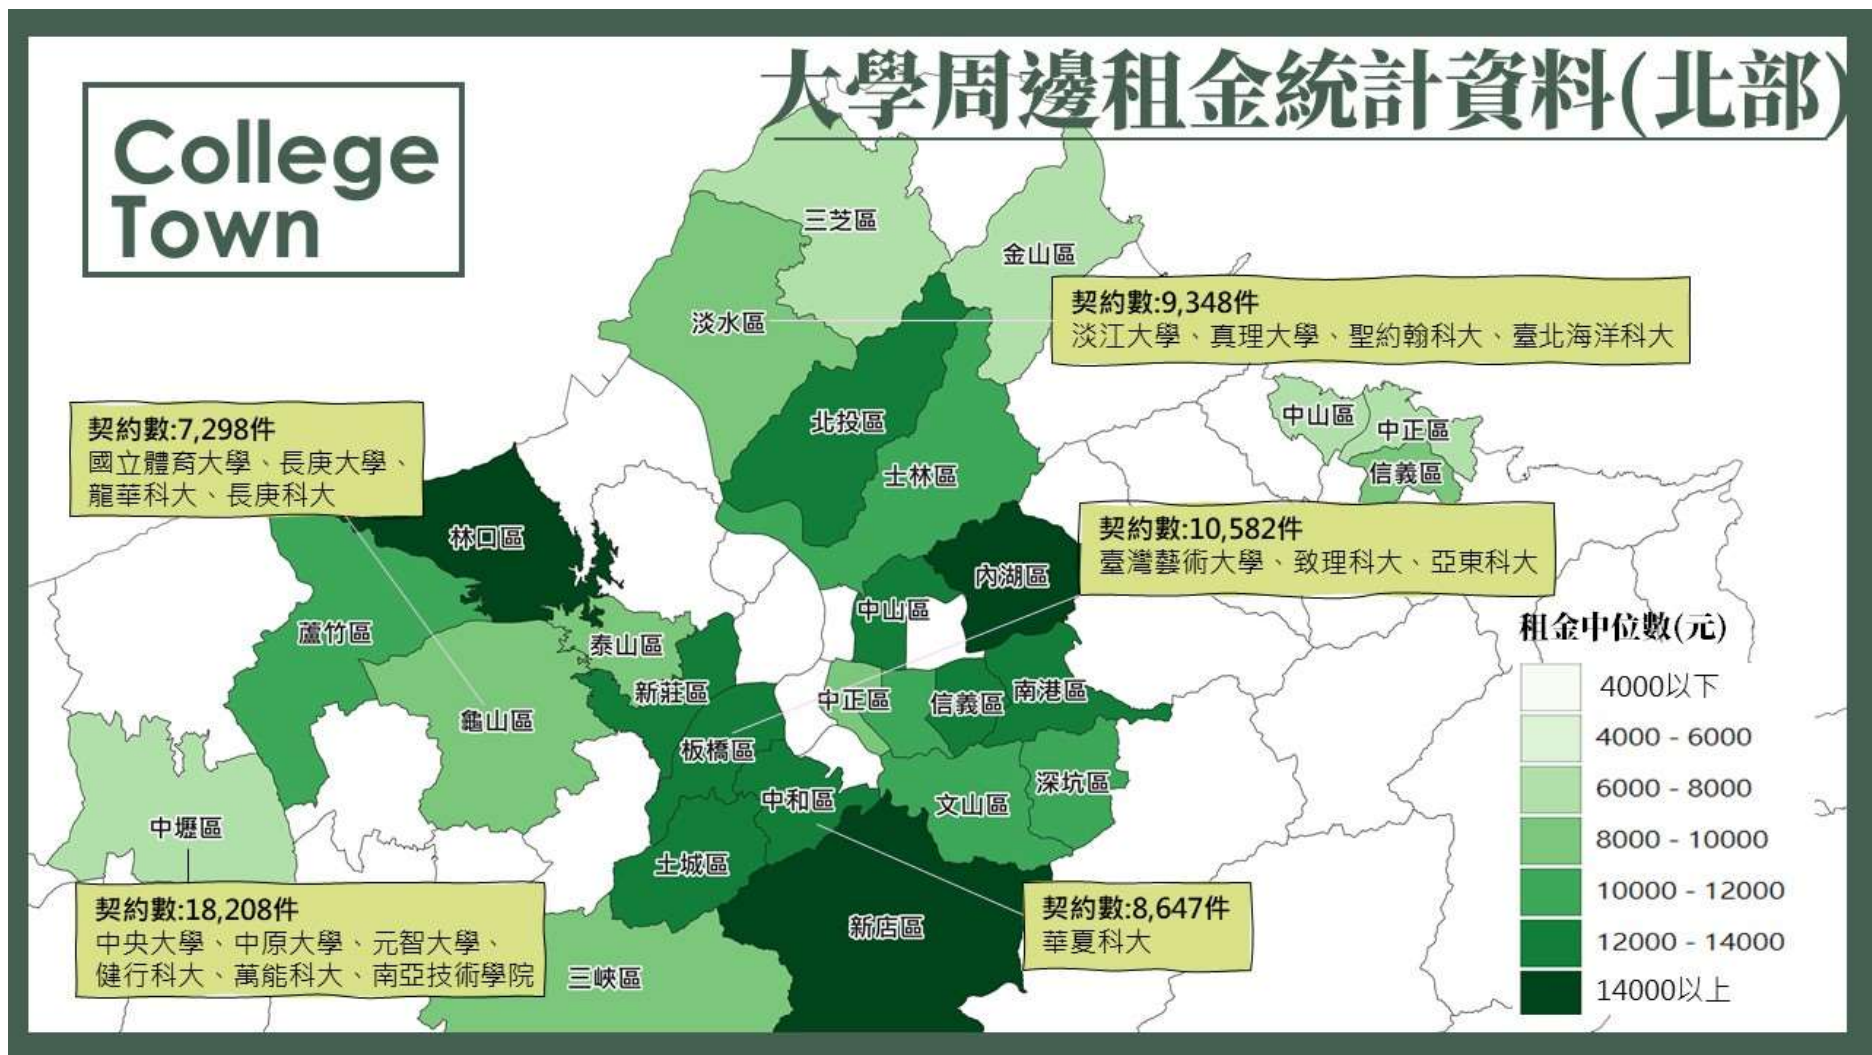 大學周邊租金統計資料(北部)
College
Town
三芝區
金山區
淡水區
契約數:9,348件
淡江大學、真理大學、聖約翰科大、臺北海洋科大
北投區
士林區
中山區
中正區
信義區
契約數:7,298件
國立體育大學、長庚大學、
龍華科大、長庚科大
林口區
內湖區
契約數:10,582件
臺灣藝術大學、致理科大、亞東科大
中山區
蘆竹區
泰山區
新莊區
龜山區
中正區
信義區
南港區
板橋區
中和區
文山區
深坑區
中壢區
土城區
新店區
三峽區
契約數:18,208件
中央大學、中原大學、元智大學、
健行科大、萬能科大、南亞技術學院
契約數:8,647件
華夏科大
租金中位數(元)
4000以下
4000 - 6000
6000 - 8000
8000 - 10000
10000 - 12000
12000 - 14000
14000以上